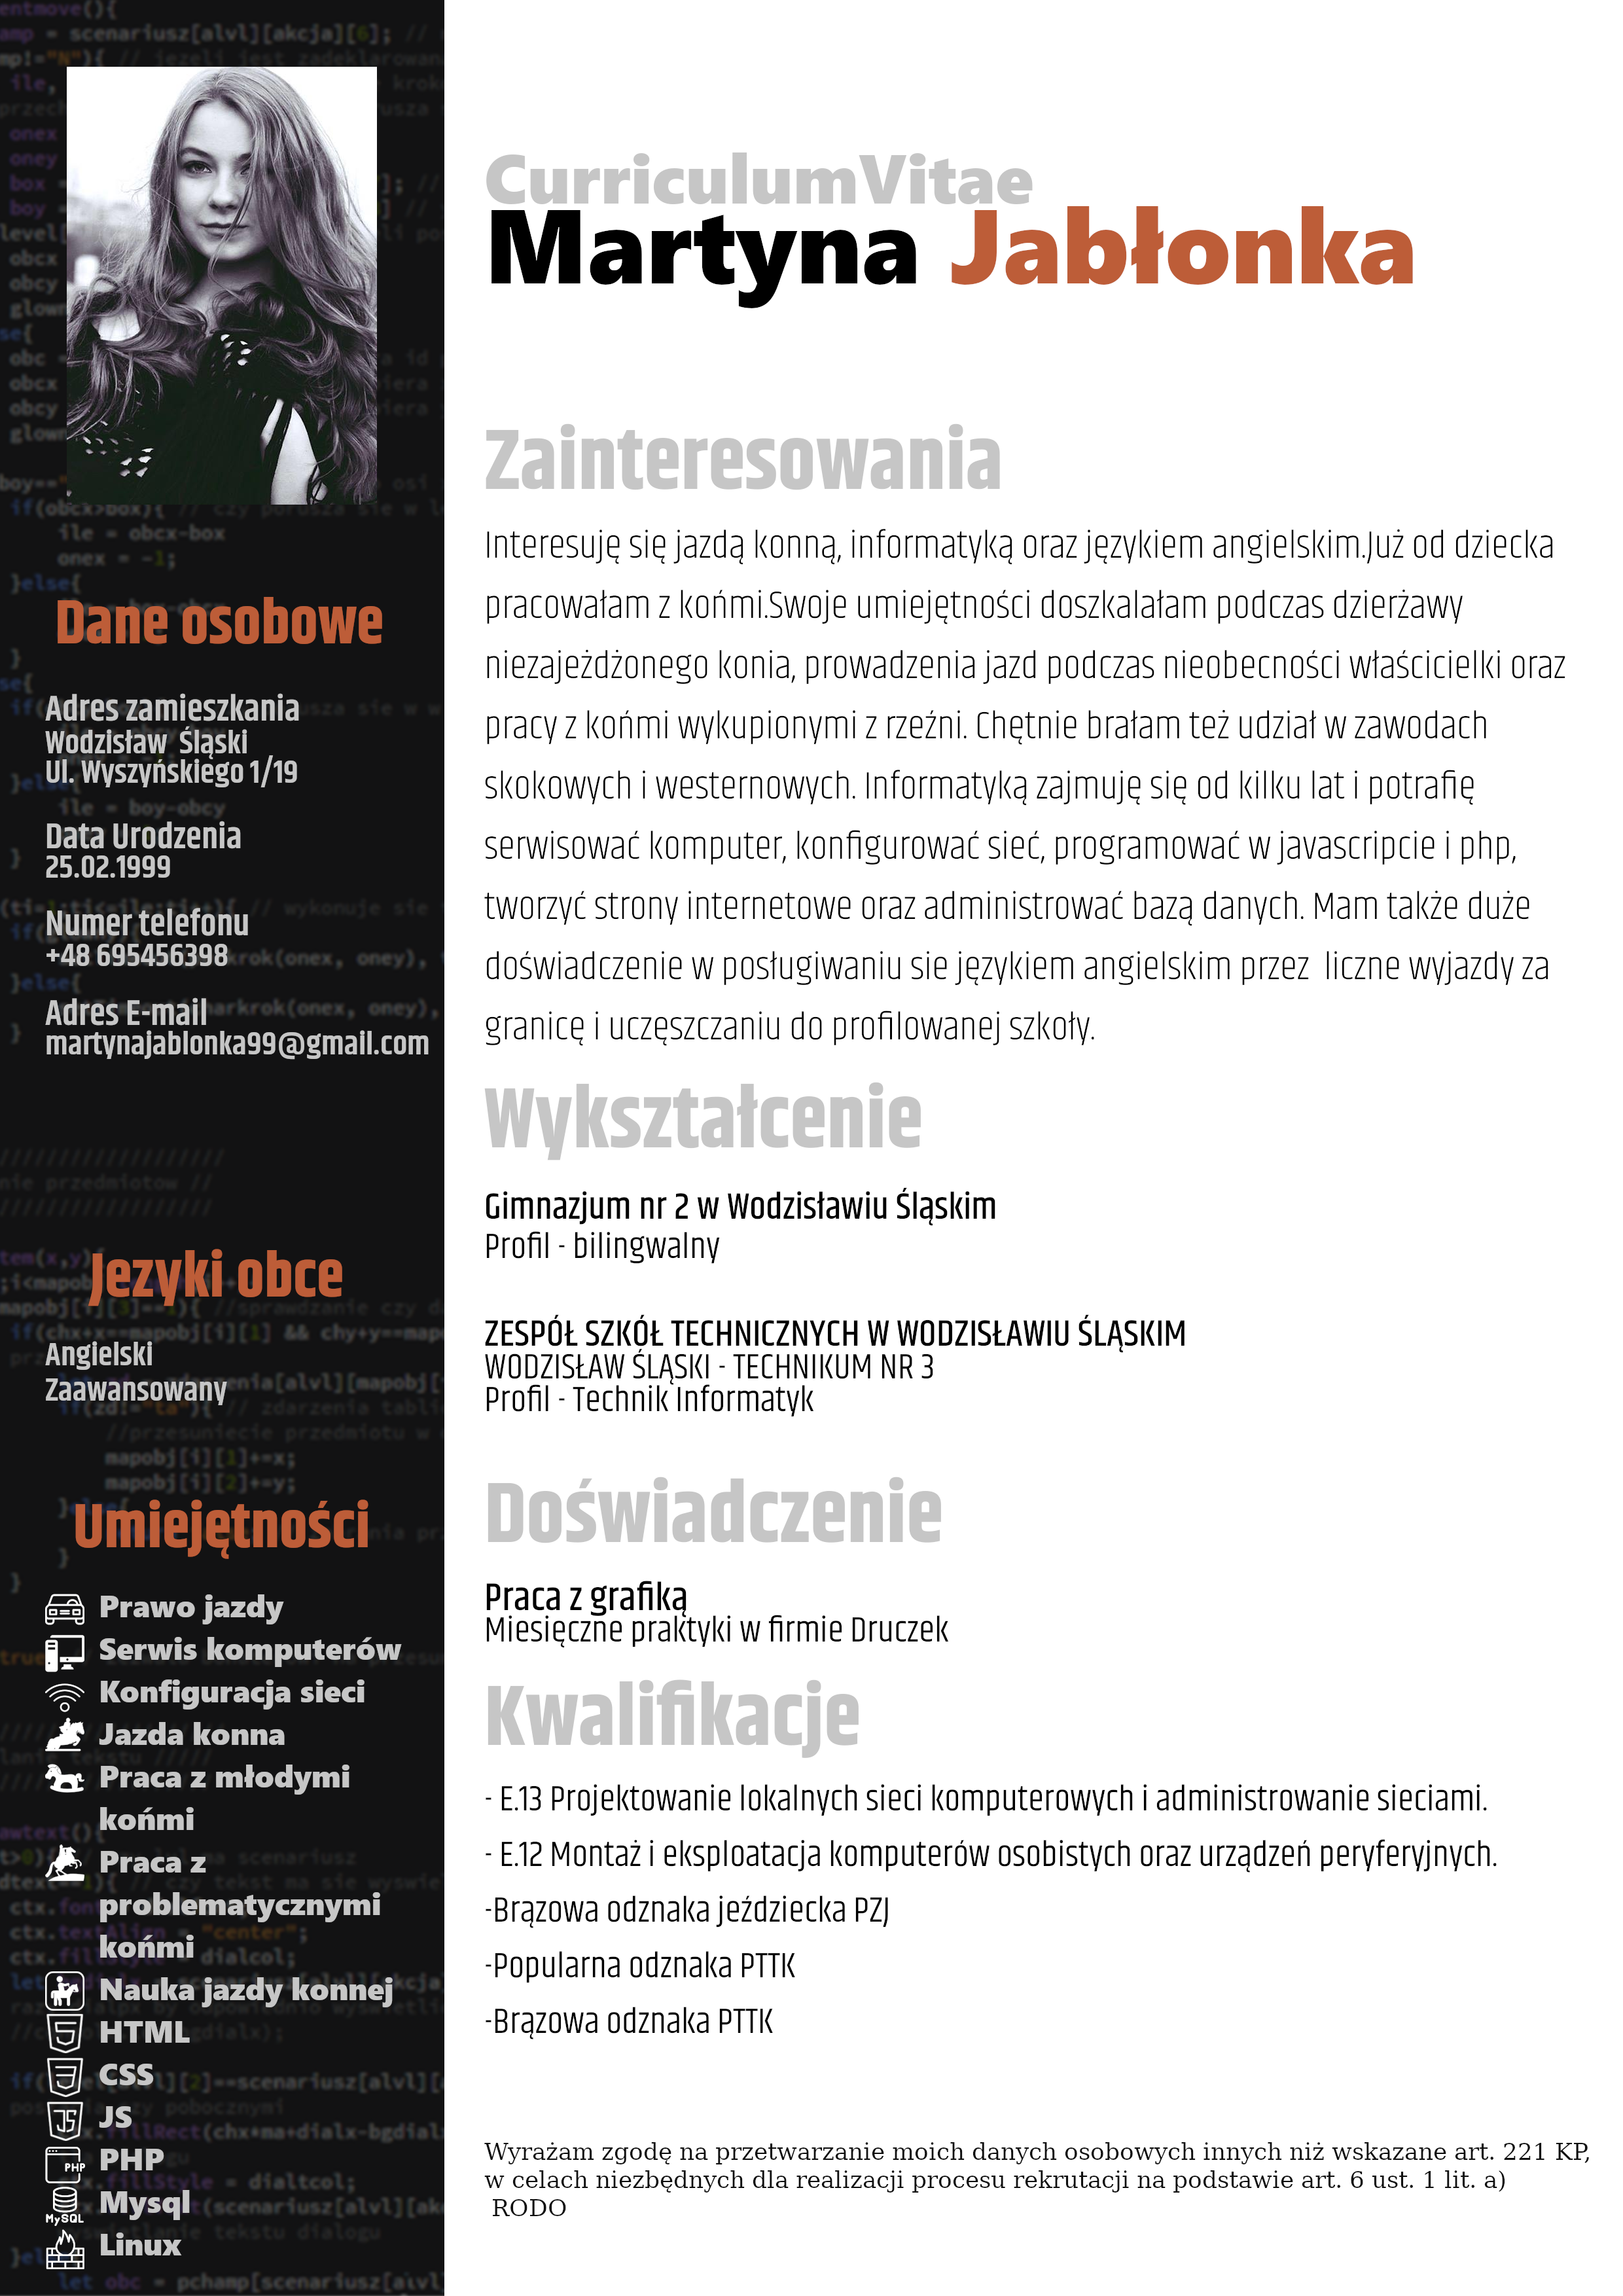 CurriculumVitae
Martyna Jabłonka
Zainteresowania
Interesuję się jazdą konną, informatyką oraz językiem angielskim.Już od dziecka
pracowałam z końmi.Swoje umiejętności doszkalałam podczas dzierżawy
niezajeżdżonego konia, prowadzenia jazd podczas nieobecności właścicielki oraz
pracy z końmi wykupionymi z rzeźni. Chętnie brałam też udział w zawodach
skokowych i westernowych. Informatyką zajmuję się od kilku lat i potrafię
serwisować komputer, konfigurować sieć, programować w javascripcie i php,
tworzyć strony internetowe oraz administrować bazą danych. Mam także duże
doświadczenie w posługiwaniu sie językiem angielskim przez  liczne wyjazdy za
granicę i uczęszczaniu do profilowanej szkoły.
Wykształcenie
Gimnazjum nr 2 w Wodzisławiu Śląskim
Profil - bilingwalny
ZESPÓŁ SZKÓŁ TECHNICZNYCH W WODZISŁAWIU ŚLĄSKIM
WODZISŁAW ŚLĄSKI - TECHNIKUM NR 3
Profil - Technik Informatyk
Doświadczenie
Praca z grafiką
Miesięczne praktyki w firmie Druczek
Kwalifikacje
- E.13 Projektowanie lokalnych sieci komputerowych i administrowanie sieciami.
- E.12 Montaż i eksploatacja komputerów osobistych oraz urządzeń peryferyjnych.
-Brązowa odznaka jeździecka PZJ
-Popularna odznaka PTTK
-Brązowa odznaka PTTK
Wyrażam zgodę na przetwarzanie moich danych osobowych innych niż wskazane art. 221 KP,
w celach niezbędnych dla realizacji procesu rekrutacji na podstawie art. 6 ust. 1 lit. a)
RODO
Dane osobowe
Adres zamieszkania
Wodzisław  Śląski
Ul. Wyszyńskiego 1/19
Data Urodzenia
25.02.1999
Numer telefonu
+48 695456398
Adres E-mail
martynajablonka99@gmail.com
Jezyki obce
Angielski
Zaawansowany
Umiejętności
Prawo jazdy
Serwis komputerów
Konfiguracja sieci
Jazda konna
Praca z młodymi
końmi
Praca z
problematycznymi
końmi
Nauka jazdy konnej
HTML
CSS
JS
PHP
Mysql
Linux